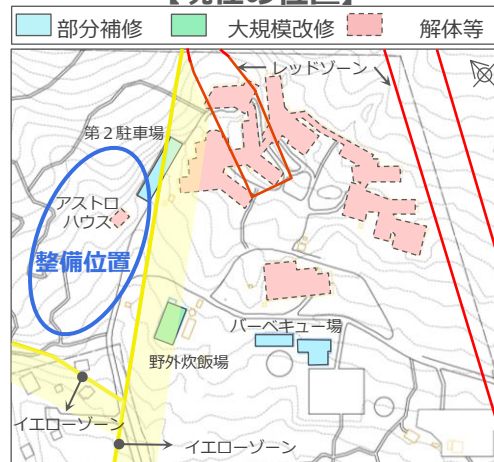 部分補修 大規模改修 解体等
レッドゾーン
第２駐車場
アストロ
ハウス
整備位置
バーベキュー場
野外炊飯場
イエローゾーン
イエローゾーン